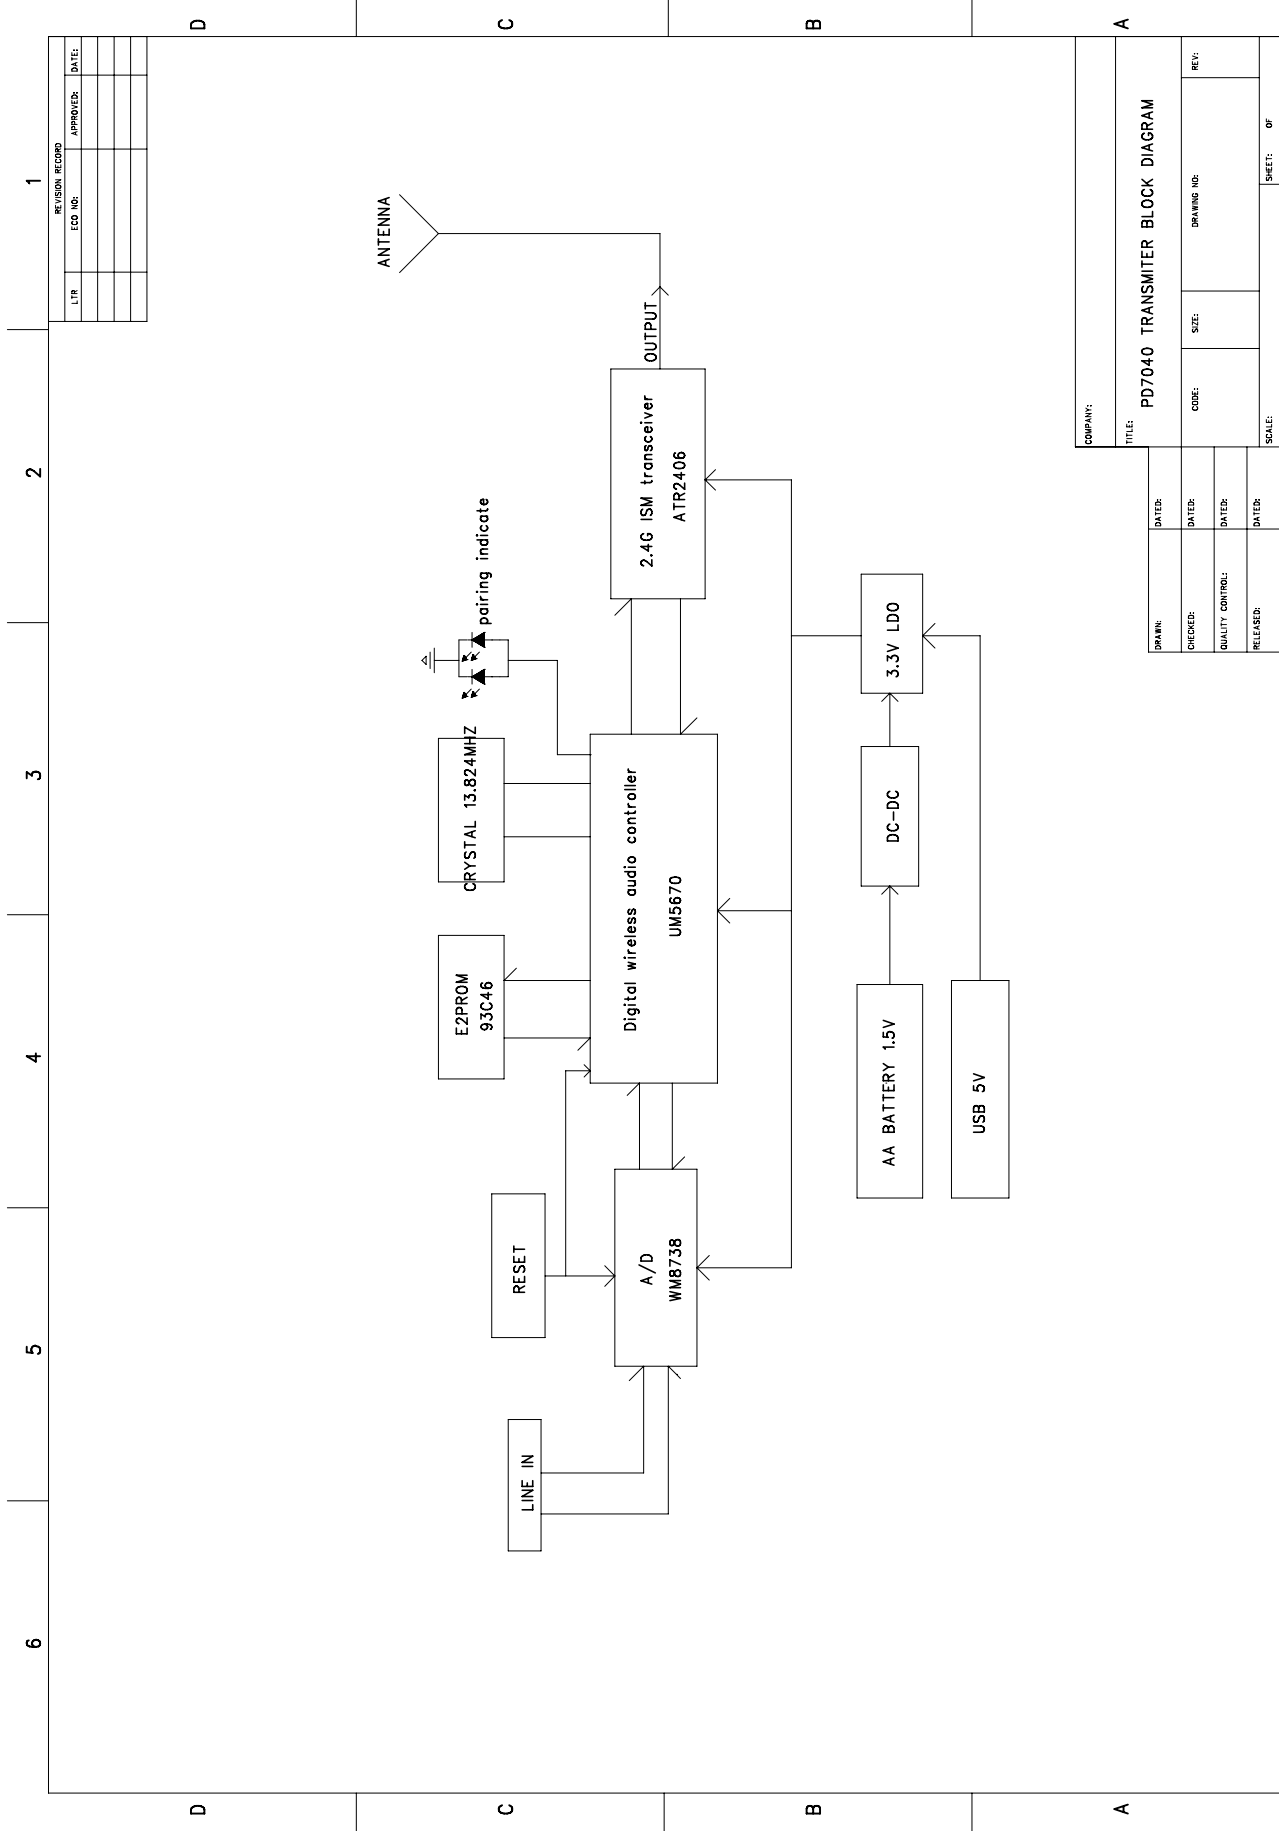 6
5
4
3
2
1
D
D
C
C
B
B
A
A
REVISION RECORD
LTR
ECO NO:
APPROVED:
DATE:
ANTENNA
pairing indicate
CRYSTAL 13.824MHZ
E2PROM
93C46
RESET
LINE IN
A/D
WM8738
Digital wireless audio controller
UM5670
2.4G ISM transceiver
ATR2406
OUTPUT
AA BATTERY 1.5V
DC-DC
3.3V LDO
USB 5V
COMPANY:
TITLE:
PD7040 TRANSMITER BLOCK DIAGRAM
DRAWN:
DATED:
CHECKED:
DATED:
QUALITY CONTROL:
DATED:
RELEASED:
DATED:
CODE:
SIZE:
DRAWING NO:
REV:
SCALE:
SHEET: OF